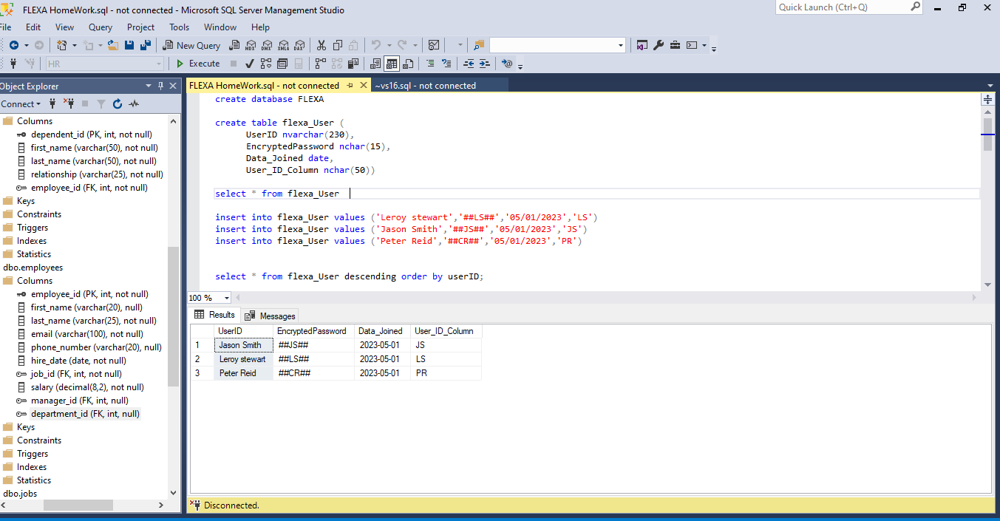 FLEXA HomeWork.sql - not connected - Microsoft SQL Server Management Studio
Quick Launch (Ctrl+Q)
File Edit View Query Project Tools Window Help
New Query MDX DMX XMLA DAX
HR Execute
Object Explorer
FLEXA HomeWork.sql - not connected
~vs16.sql - not connected
Connect
Columns
dependent_id (PK, int, not null)
first_name (varchar(50), not null)
last_name (varchar(50), not null)
relationship (varchar(25), not null)
employee_id (FK, int, not null)
Keys
Constraints
Triggers
Indexes
Statistics
dbo.employees
Columns
employee_id (PK, int, not null)
first_name (varchar(20), null)
last_name (varchar(25), not null)
email (varchar(100), not null)
phone_number (varchar(20), null)
hire_date (date, not null)
job_id (FK, int, not null)
salary (decimal(8,2), not null)
manager_id (FK, int, null)
department_id (FK, int, null)
Keys
Constraints
Triggers
Indexes
Statistics
dbo.jobs
create database FLEXA
create table flexa_User (
UserID nvarchar(230),
EncryptedPassword nchar(15),
Data_Joined date,
User_ID_Column nchar(50))
select * from flexa_User
insert into flexa_User values ('Leroy stewart','##LS##','05/01/2023','LS')
insert into flexa_User values ('Jason Smith','##JS##','05/01/2023','JS')
insert into flexa_User values ('Peter Reid','##CR##','05/01/2023','PR')
select * from flexa_User descending order by userID;
100 %
Results Messages
UserID EncryptedPassword Data_Joined User_ID_Column
1 Jason Smith ##JS## 2023-05-01 JS
2 Leroy stewart ##LS## 2023-05-01 LS
3 Peter Reid ##CR## 2023-05-01 PR
Disconnected.